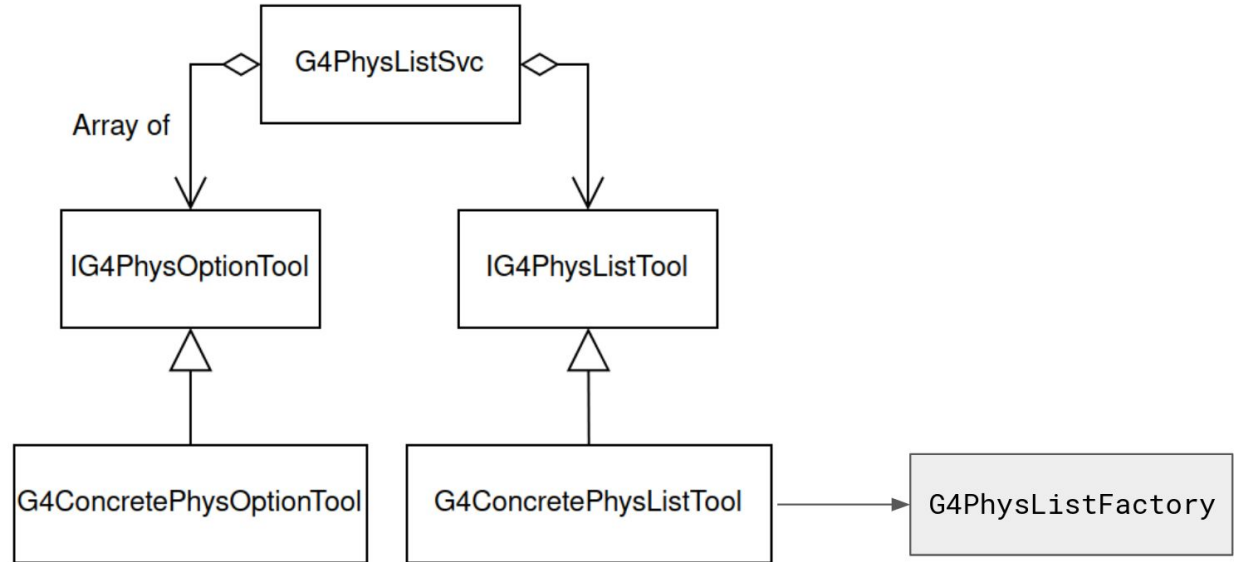 G4PhysListSvc
Array of
IG4PhysOptionTool
IG4PhysListTool
G4ConcretePhysOptionTool
G4ConcretePhysListTool
G4PhysListFactory